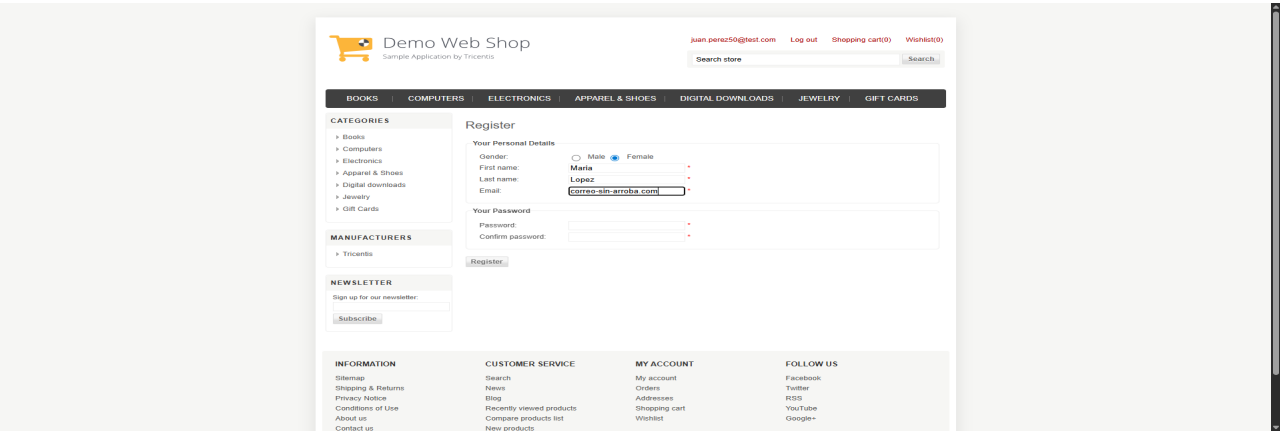 Demo Web Shop
Sample Application by Tricentis
juan.perez50@test.com Log out Shopping cart(0) Wishlist(0)
Search store Search
BOOKS | COMPUTERS | ELECTRONICS | APPAREL & SHOES | DIGITAL DOWNLOADS | JEWELRY | GIFT CARDS
CATEGORIES
Books
Computers
Electronics
Apparel & Shoes
Digital downloads
Jewelry
Gift Cards
MANUFACTURERS
Tricentis
NEWSLETTER
Sign up for our newsletter:
Subscribe
Register
Your Personal Details
Gender: Male Female
First name: Maria *
Last name: Lopez *
Email: correo-sin-arroba.com *
Your Password
Password: *
Confirm password: *
Register
INFORMATION
Sitemap
Shipping & Returns
Privacy Notice
Conditions of Use
About us
Contact us
CUSTOMER SERVICE
Search
News
Blog
Recently viewed products
Compare products list
New products
MY ACCOUNT
My account
Orders
Addresses
Shopping cart
Wishlist
FOLLOW US
Facebook
Twitter
RSS
YouTube
Google+